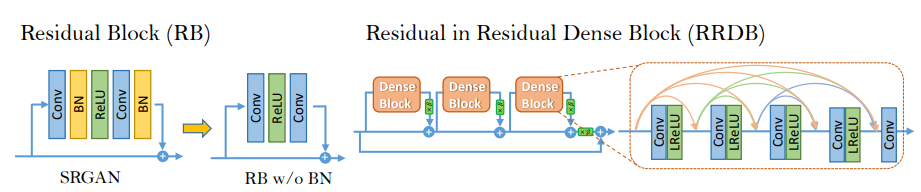 Residual Block (RB)
Residual in Residual Dense Block (RRDB)
Conv
BN
ReLU
Conv
BN
SRGAN
Conv
ReLU
Conv
RB w/o BN
Dense
Block
×β
Dense
Block
×β
Dense
Block
×β
×β
Conv
LReLU
Conv
LReLU
Conv
LReLU
Conv
LReLU
Conv